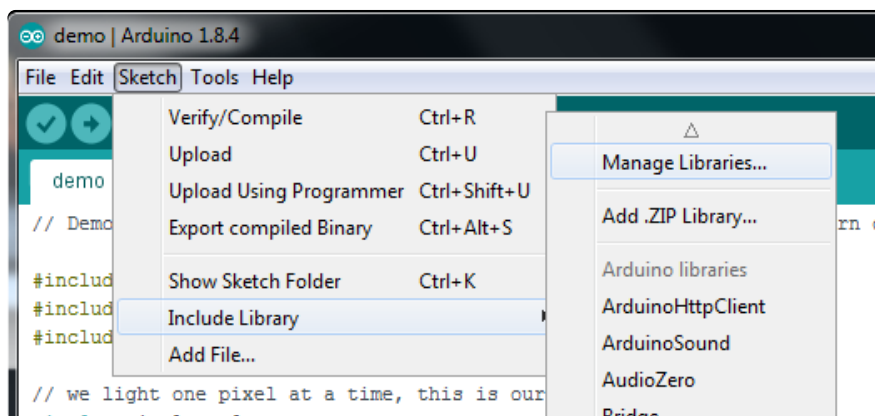 demo | Arduino 1.8.4
File Edit Sketch Tools Help
Verify/Compile Ctrl+R
Upload Ctrl+U
Upload Using Programmer Ctrl+Shift+U
Export compiled Binary Ctrl+Alt+S
Show Sketch Folder Ctrl+K
Include Library
Add File...
Manage Libraries...
Add .ZIP Library...
Arduino libraries
ArduinoHttpClient
ArduinoSound
AudioZero
Bridge
demo
// Demo
#includ
#includ
#includ
// we light one pixel at a time, this is our